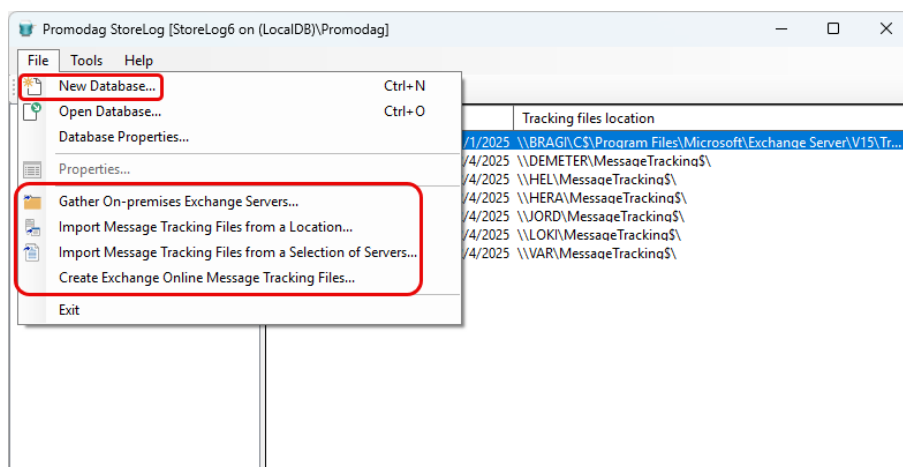 Promodag StoreLog [StoreLog6 on (LocalDB)\Promodag]
File Tools Help
New Database... Ctrl+N
Open Database... Ctrl+O
Database Properties...
Properties...
Gather On-premises Exchange Servers...
Import Message Tracking Files from a Location...
Import Message Tracking Files from a Selection of Servers...
Create Exchange Online Message Tracking Files...
Exit
Tracking files location
/1/2025 \\BRAGI\C$\Program Files\Microsoft\Exchange Server\V15\Tr...
/4/2025 \\DEMETER\MessageTracking$\
/4/2025 \\HEL\MessageTracking$\
/4/2025 \\HERA\MessageTracking$\
/4/2025 \\JORD\MessageTracking$\
/4/2025 \\LOKI\MessageTracking$\
/4/2025 \\VAR\MessageTracking$\